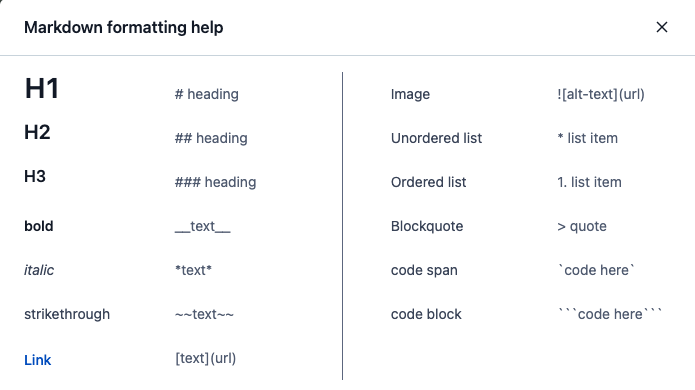 Markdown formatting help
H1 # heading
H2 ## heading
H3 ### heading
bold __text__
italic *text*
strikethrough ~~text~~
Link [text](url)
Image ![alt-text](url)
Unordered list * list item
Ordered list 1. list item
Blockquote > quote
code span `code here`
code block ```code here```